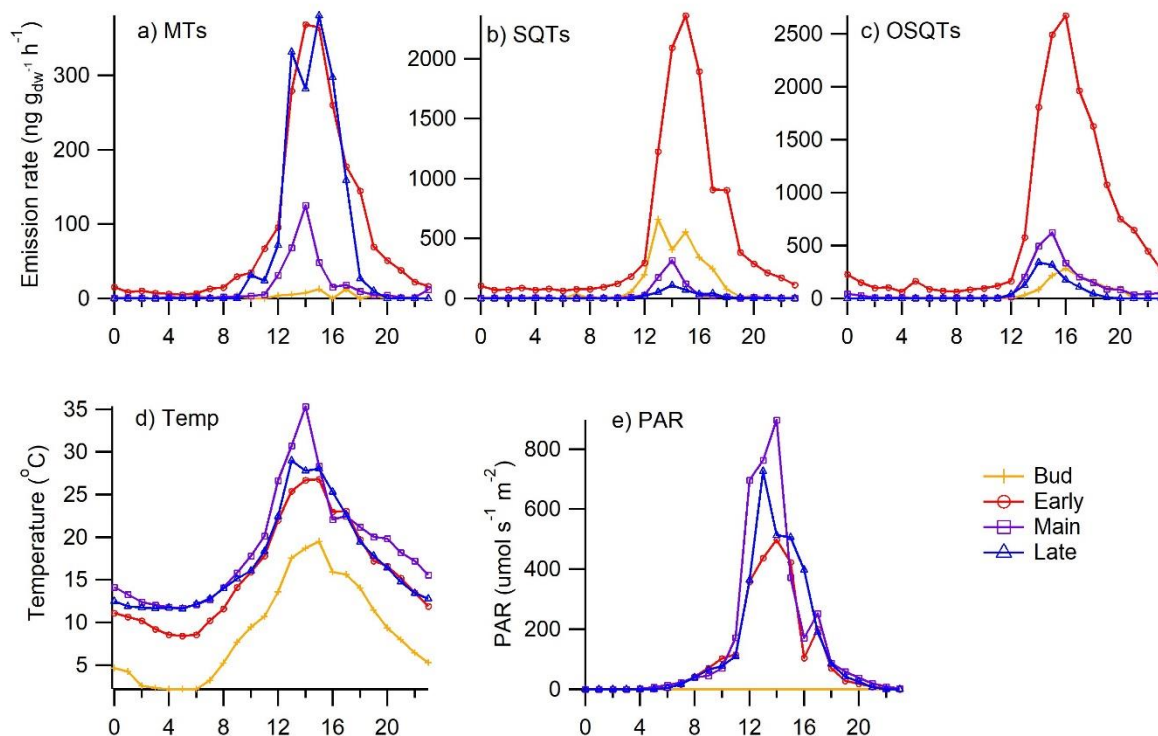 a) MTs
b) SQTs
c) OSQTs
Emission rate (ng g_dw^-1 h^-1)
300
200
100
0
0 4 8 12 16 20
2000
1500
1000
500
0
0 4 8 12 16 20
2500
2000
1500
1000
500
0
0 4 8 12 16 20
d) Temp
Temperature (°C)
35
30
25
20
15
10
5
0 4 8 12 16 20
e) PAR
PAR (umol s^-1 m^-2)
800
600
400
200
0
0 4 8 12 16 20
Bud
Early
Main
Late